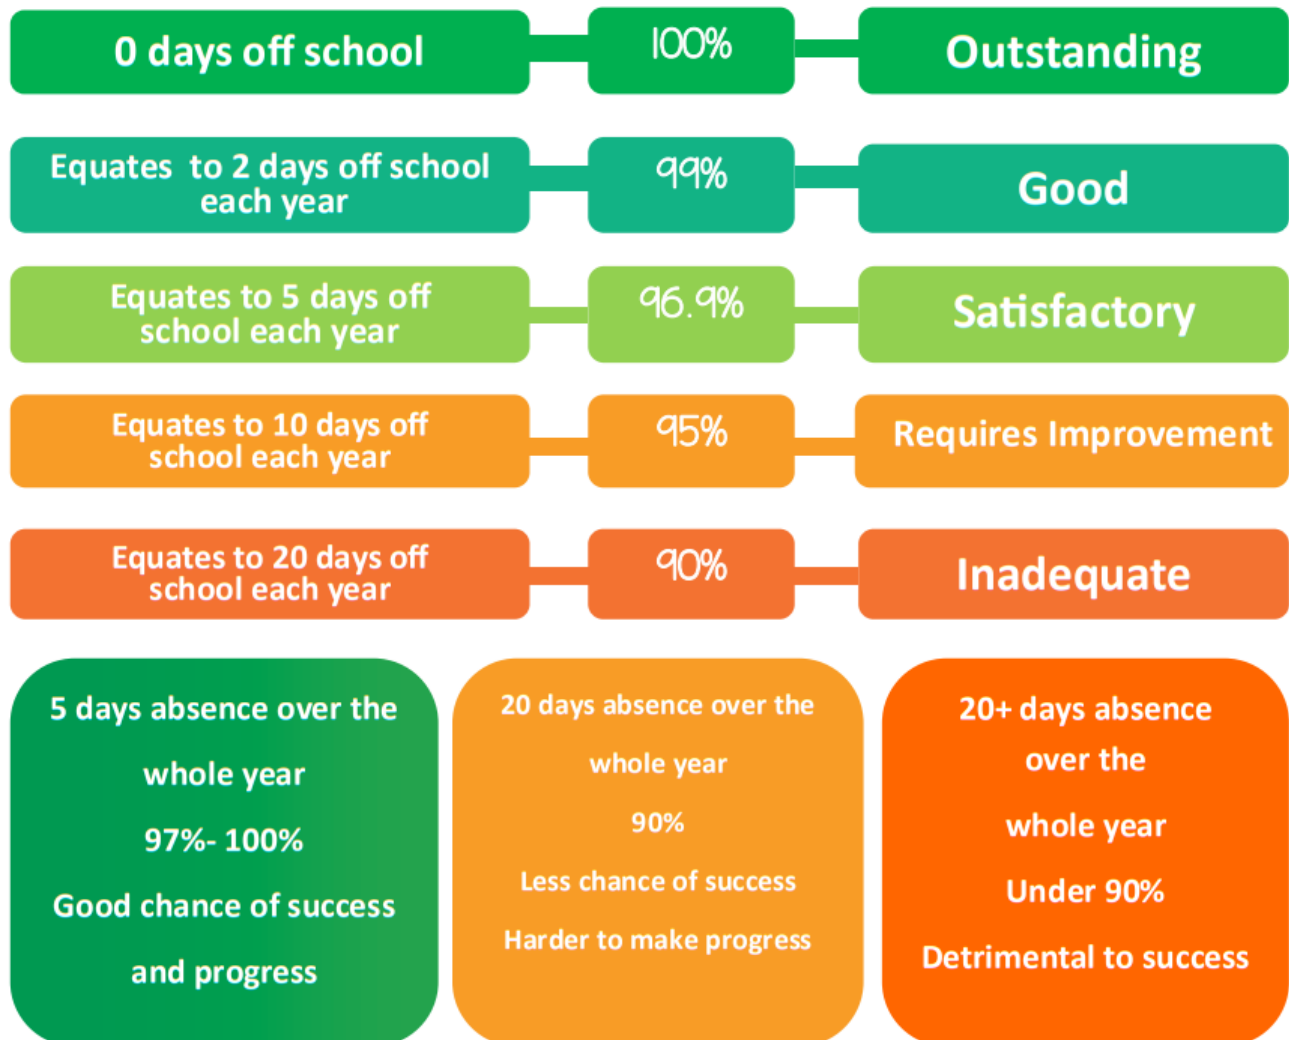 0 days off school
100%
Outstanding
Equates to 2 days off school
each year
99%
Good
Equates to 5 days off
school each year
96.9%
Satisfactory
Equates to 10 days off
school each year
95%
Requires Improvement
Equates to 20 days off
school each year
90%
Inadequate
5 days absence over the
whole year
97%- 100%
Good chance of success
and progress
20 days absence over the
whole year
90%
Less chance of success
Harder to make progress
20+ days absence
over the
whole year
Under 90%
Detrimental to success